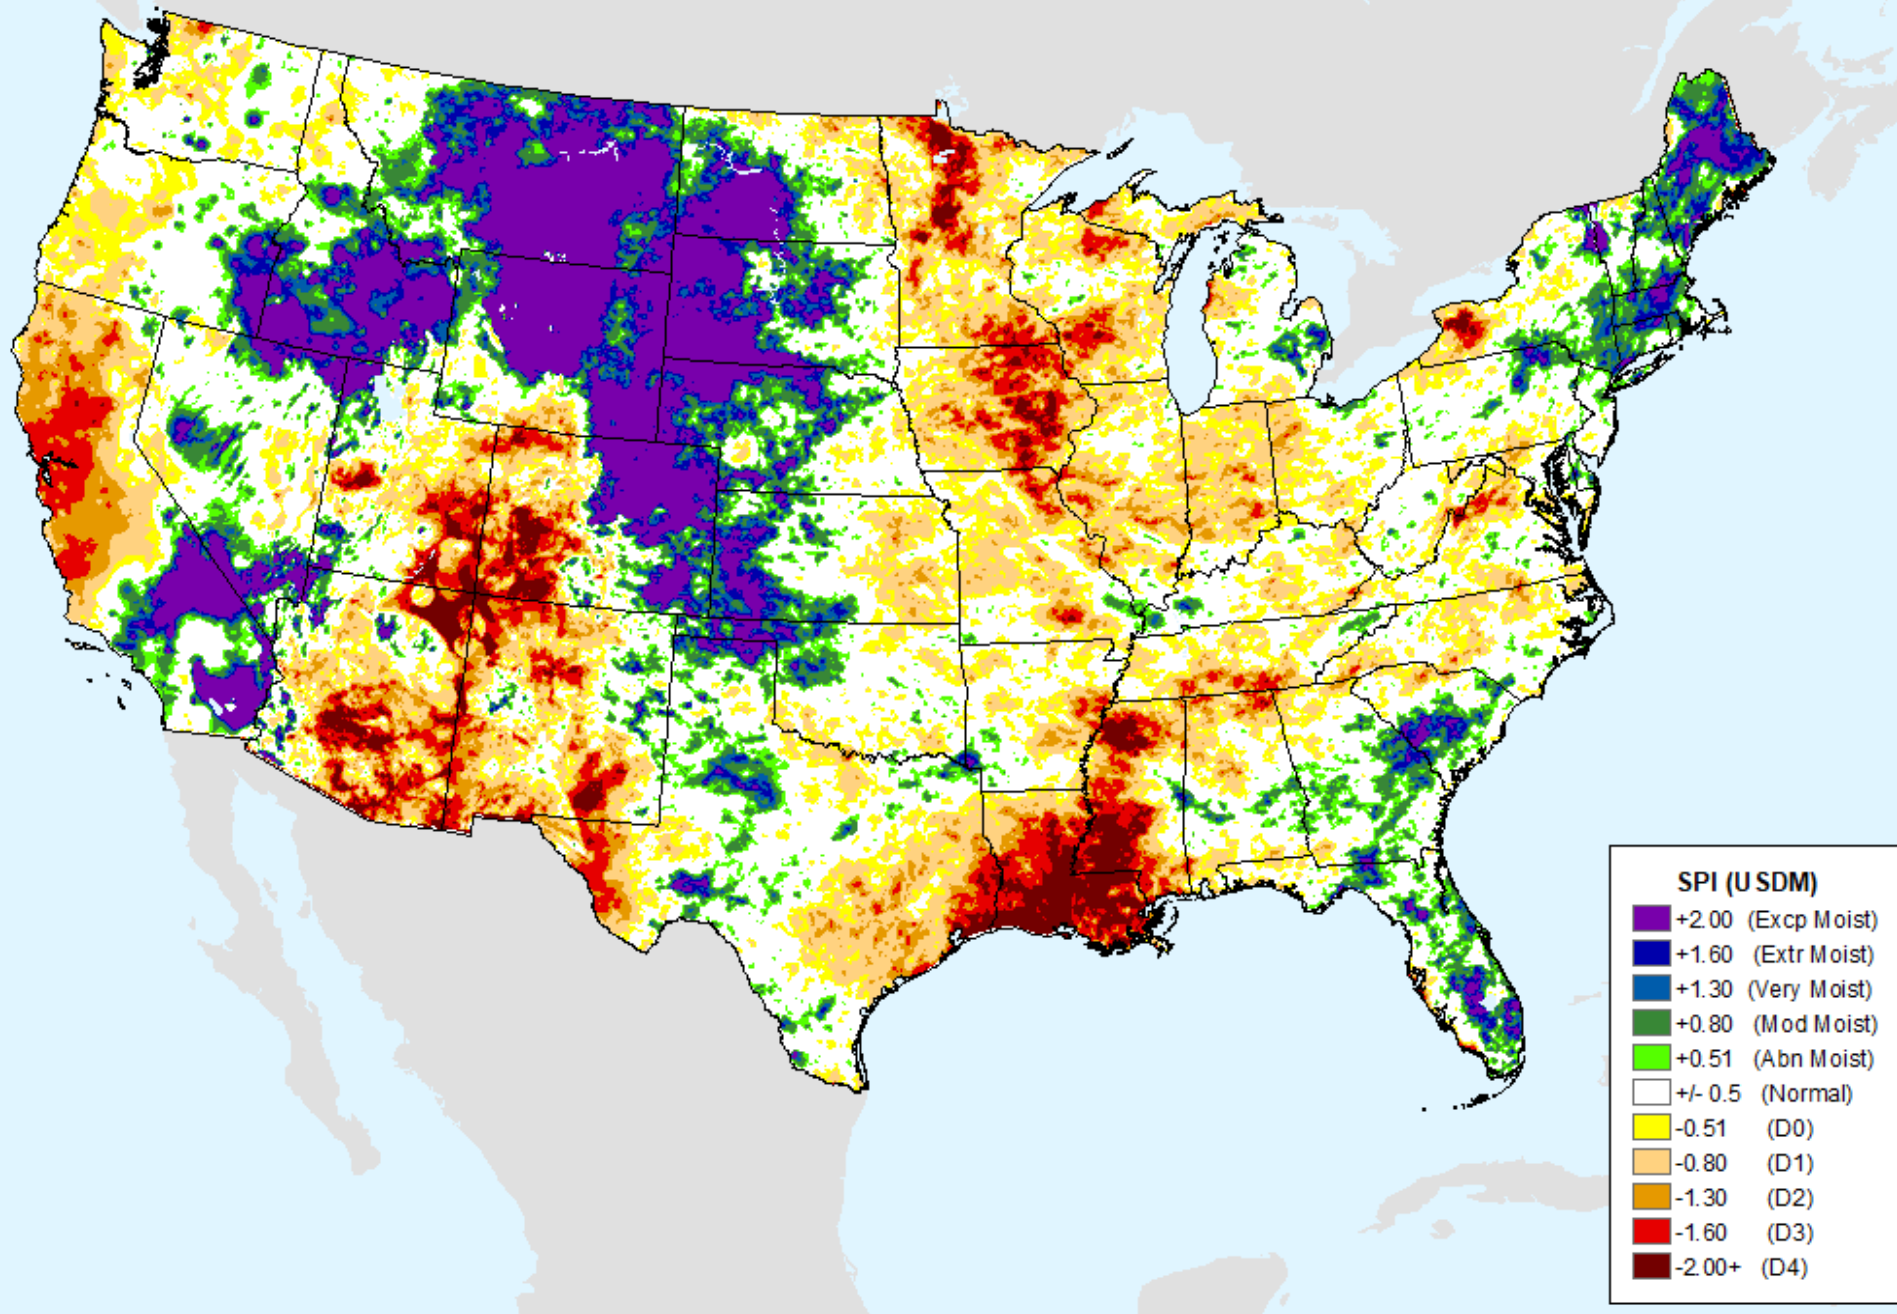 SPI (USDM)
+2.00 (Excp Moist)
+1.60 (Extr Moist)
+1.30 (Very Moist)
+0.80 (Mod Moist)
+0.51 (Abn Moist)
+/- 0.5 (Normal)
-0.51 (D0)
-0.80 (D1)
-1.30 (D2)
-1.60 (D3)
-2.00+ (D4)